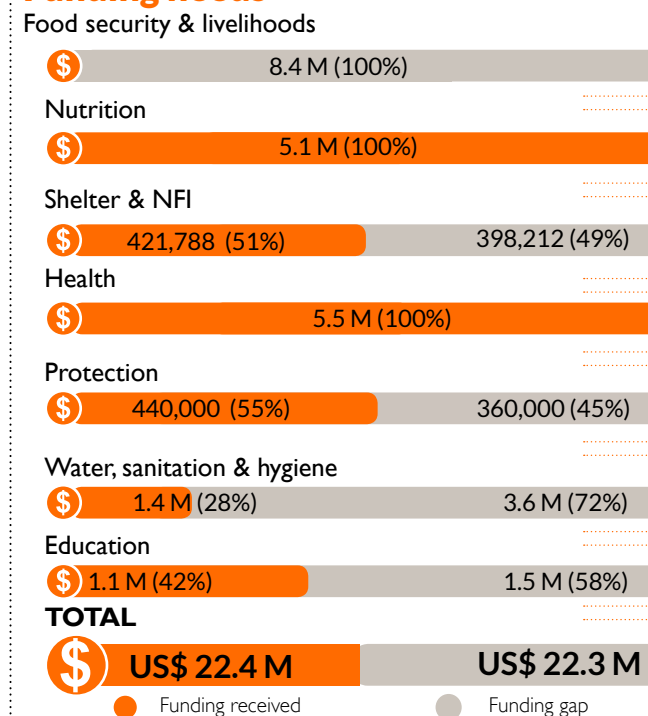 Funding needs
Food security & livelihoods
$ 8.4 M (100%)
Nutrition
$ 5.1 M (100%)
Shelter & NFI
$ 421,788 (51%) 398,212 (49%)
Health
$ 5.5 M (100%)
Protection
$ 440,000 (55%) 360,000 (45%)
Water, sanitation & hygiene
$ 1.4 M (28%) 3.6 M (72%)
Education
$ 1.1 M (42%) 1.5 M (58%)
TOTAL
$ US$ 22.4 M US$ 22.3 M
Funding received Funding gap